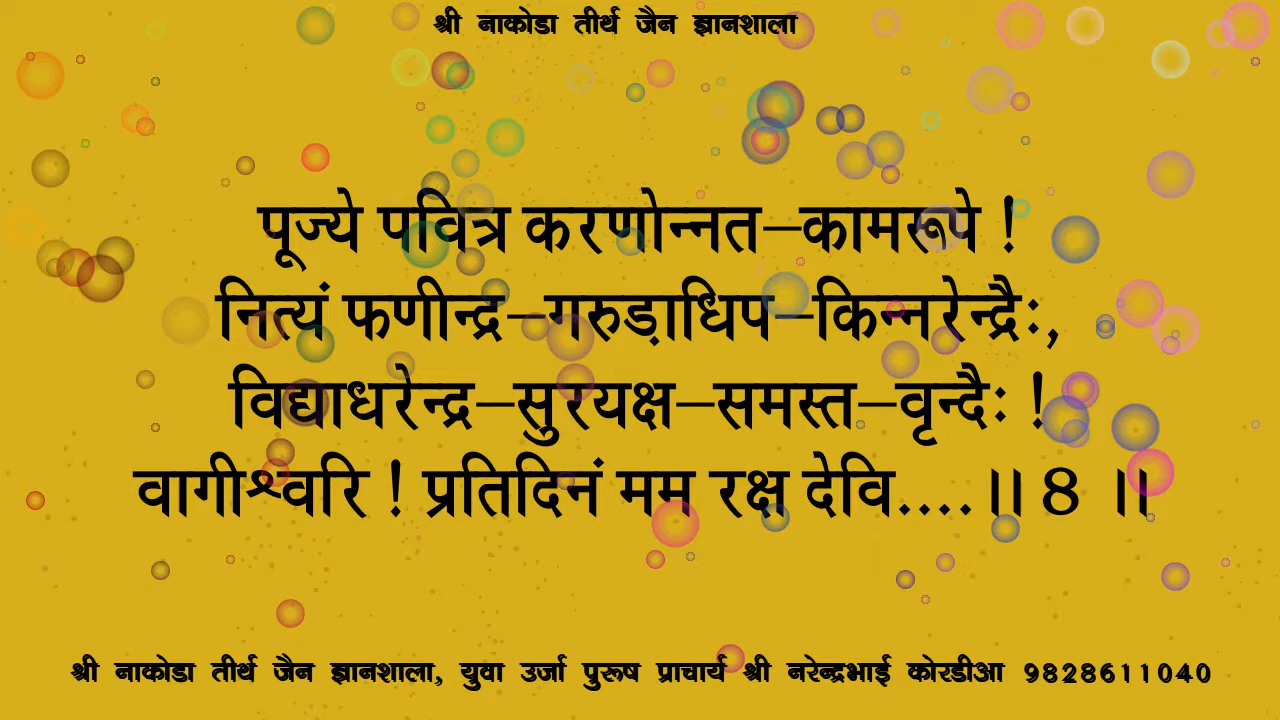 श्री नाकोडा तीर्थ जैन ज्ञानशाला
पूज्ये पवित्र करणोन्नत–कामरूपे !
नित्यं फणीन्द्र–गरुड़ाधिप–किन्नरेन्द्रैः,
विद्याधरेन्द्र–सुरयक्ष–समस्त–वृन्दैः !
वागीश्वरि ! प्रतिदिनं मम रक्ष देवि....।। 8 ।।
श्री नाकोडा तीर्थ जैन ज्ञानशाला, युवा उर्जा पुरूष प्राचार्य श्री नरेन्द्रभाई कोरडीआ 9828611040